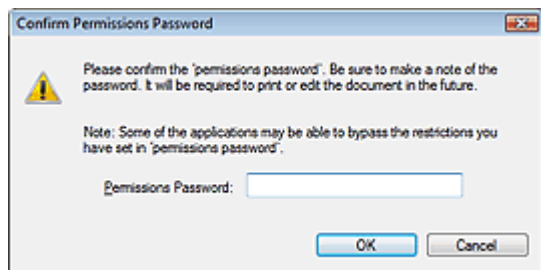 Confirm Permissions Password
Please confirm the 'permissions password'. Be sure to make a note of the
password. It will be required to print or edit the document in the future.
Note: Some of the applications may be able to bypass the restrictions you
have set in 'permissions password'.
Permissions Password:
OK Cancel